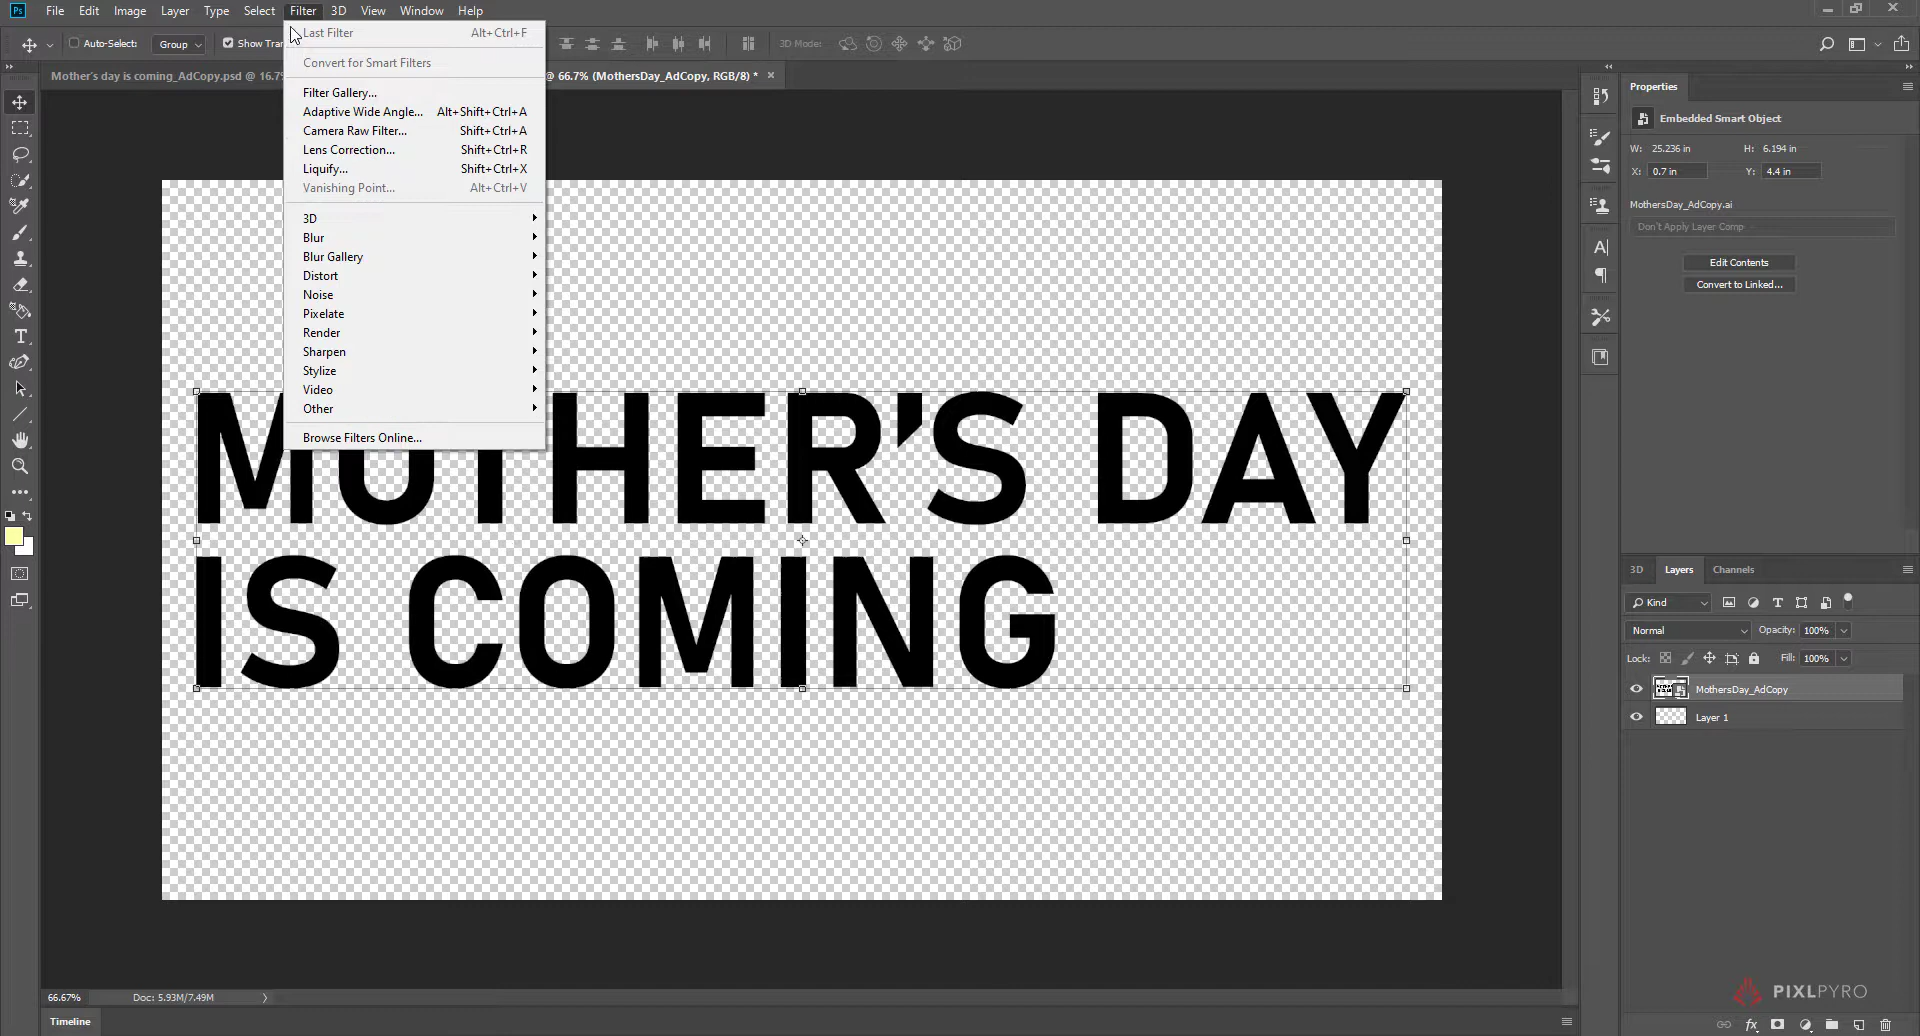 Ps File Edit Image Layer Type Select Filter 3D View Window Help
Auto-Select: Group Show Tran 3D Mode:
Mother's day is coming_AdCopy.psd @ 16.7% @ 66.7% (MothersDay_AdCopy, RGB/8) *
Last Filter Alt+Ctrl+F
Convert for Smart Filters
Filter Gallery...
Adaptive Wide Angle... Alt+Shift+Ctrl+A
Camera Raw Filter... Shift+Ctrl+A
Lens Correction... Shift+Ctrl+R
Liquify... Shift+Ctrl+X
Vanishing Point... Alt+Ctrl+V
3D
Blur
Blur Gallery
Distort
Noise
Pixelate
Render
Sharpen
Stylize
Video
Other
Browse Filters Online...
MOTHER'S DAY
IS COMING
Properties
Embedded Smart Object
W: 25.236 in H: 6.194 in
X: 0.7 in Y: 4.4 in
MothersDay_AdCopy.ai
Don't Apply Layer Comp
Edit Contents
Convert to Linked...
3D Layers Channels
Kind
Normal Opacity: 100%
Lock: Fill: 100%
MothersDay_AdCopy
Layer 1
PIXLPYRO
66.67% Doc: 5.93M/7.49M
Timeline